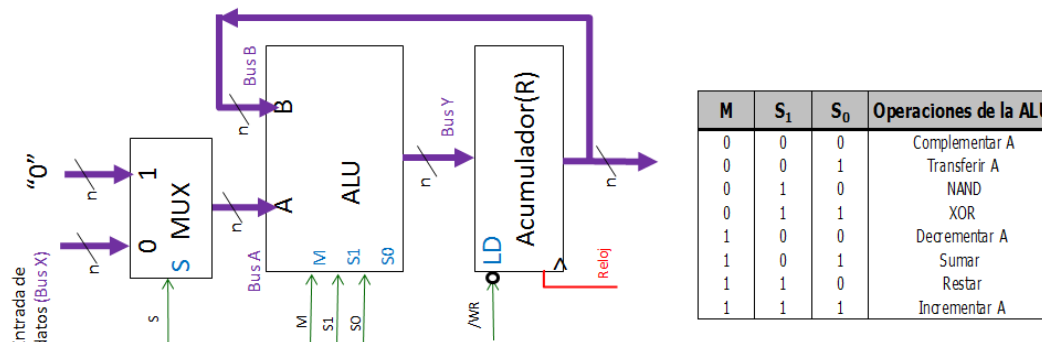 "0"
Entrada de
datos (Bus X)
n
n
0 1
S
MUX
S
n
Bus A
Bus B
n
A B
ALU
M
S1
S0
M
S1
S0
n
Bus Y
LD
Acumulador(R)
>
/WR
Reloj
n
M S₁ S₀ Operaciones de la ALU
0 0 0 Complementar A
0 0 1 Transferir A
0 1 0 NAND
0 1 1 XOR
1 0 0 Decrementar A
1 0 1 Sumar
1 1 0 Restar
1 1 1 Incrementar A